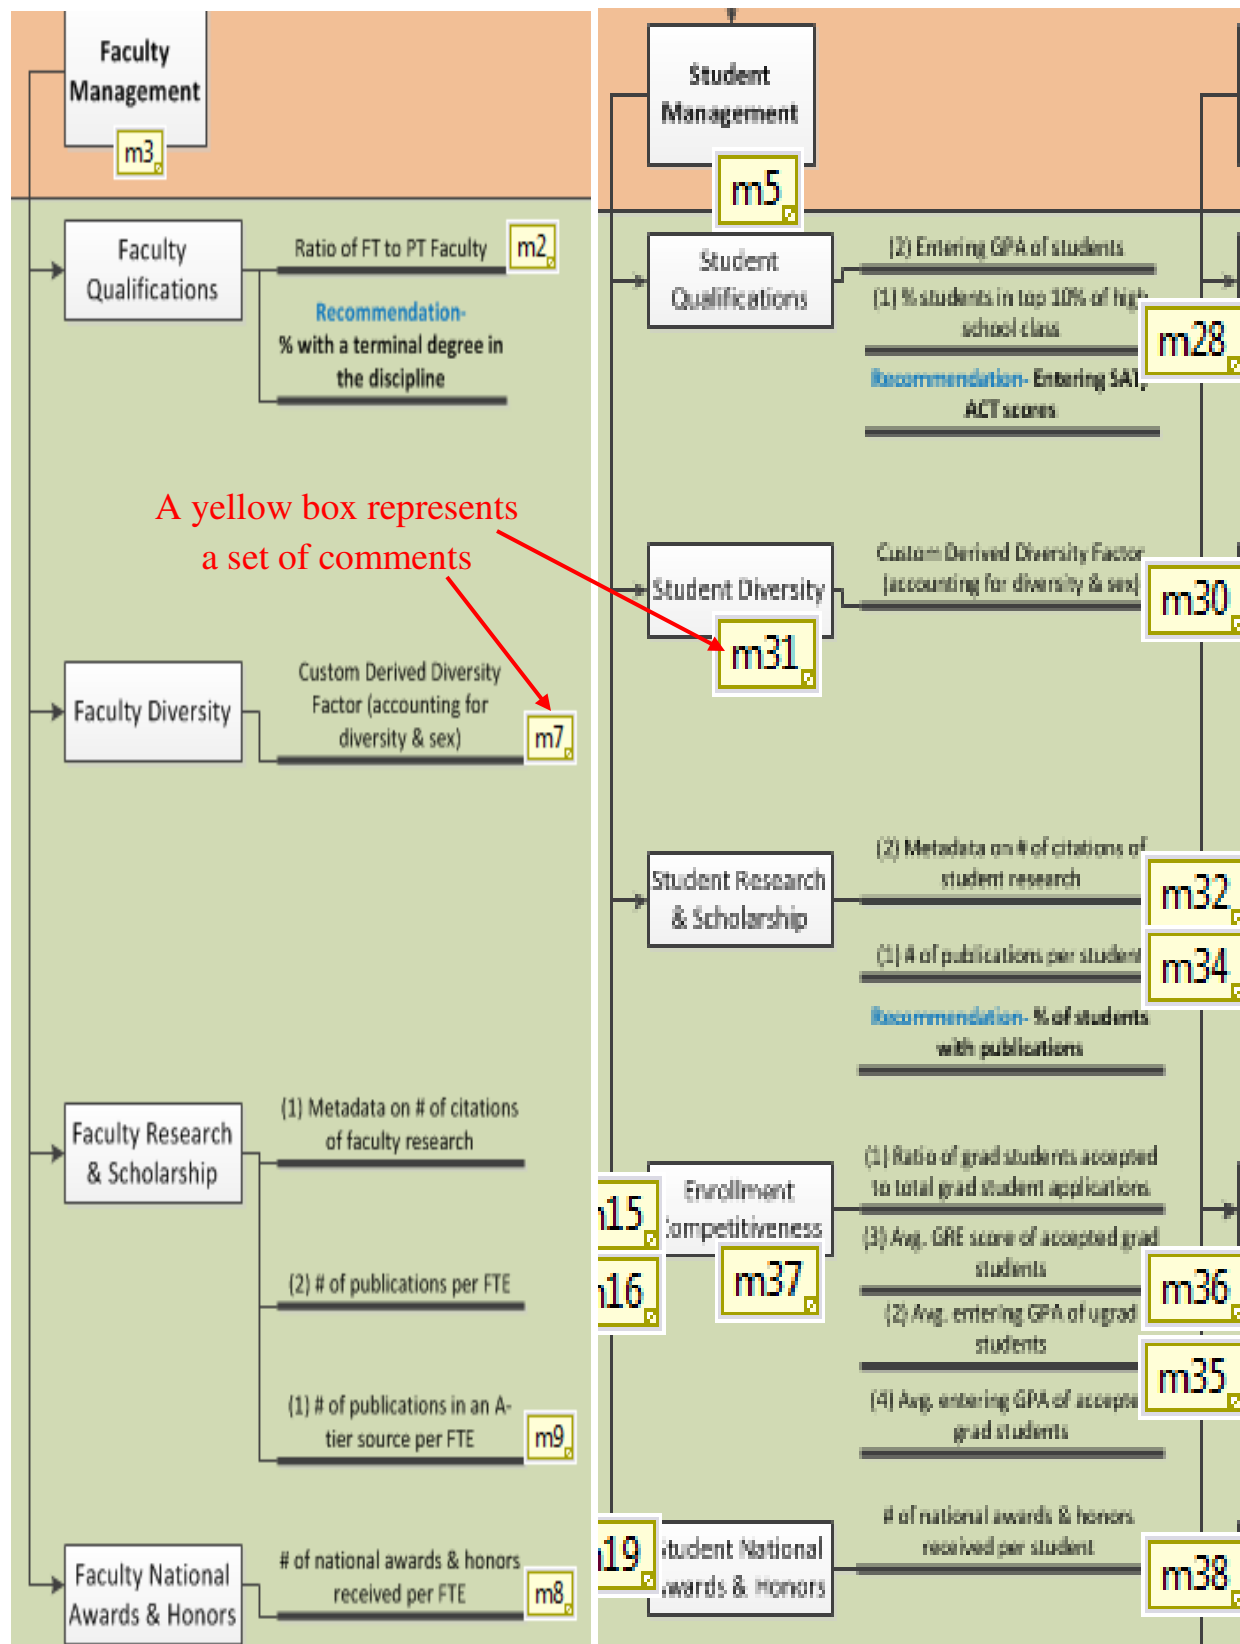 Faculty
Management
m3
Faculty
Qualifications
Ratio of FT to PT Faculty
m2
Recommendation-
% with a terminal degree in
the discipline
A yellow box represents
a set of comments
Faculty Diversity
Custom Derived Diversity
Factor (accounting for
diversity & sex)
m7
Faculty Research
& Scholarship
(1) Metadata on # of citations
of faculty research
(2) # of publications per FTE
(1) # of publications in an A-
tier source per FTE
m9
Faculty National
Awards & Honors
# of national awards & honors
received per FTE
m8
Student
Management
m5
Student
Qualifications
(2) Entering GPA of students
(1) % students in top 10% of high
school class
m28
Recommendation- Entering SAT,
ACT scores
Student Diversity
m31
Custom Derived Diversity Factor
(accounting for diversity & sex)
m30
Student Research
& Scholarship
(2) Metadata on # of citations of
student research
m32
(1) # of publications per student
m34
Recommendation- % of students
with publications
15
16
Enrollment
ompetitiveness
m37
(1) Ratio of grad students accepted
to total grad student applications
(3) Avg. GRE score of accepted grad
students
m36
(2) Avg. entering GPA of ugrad
students
m35
(4) Avg. entering GPA of accepte
grad students
19
tudent National
wards & Honors
# of national awards & honors
received per student
m38